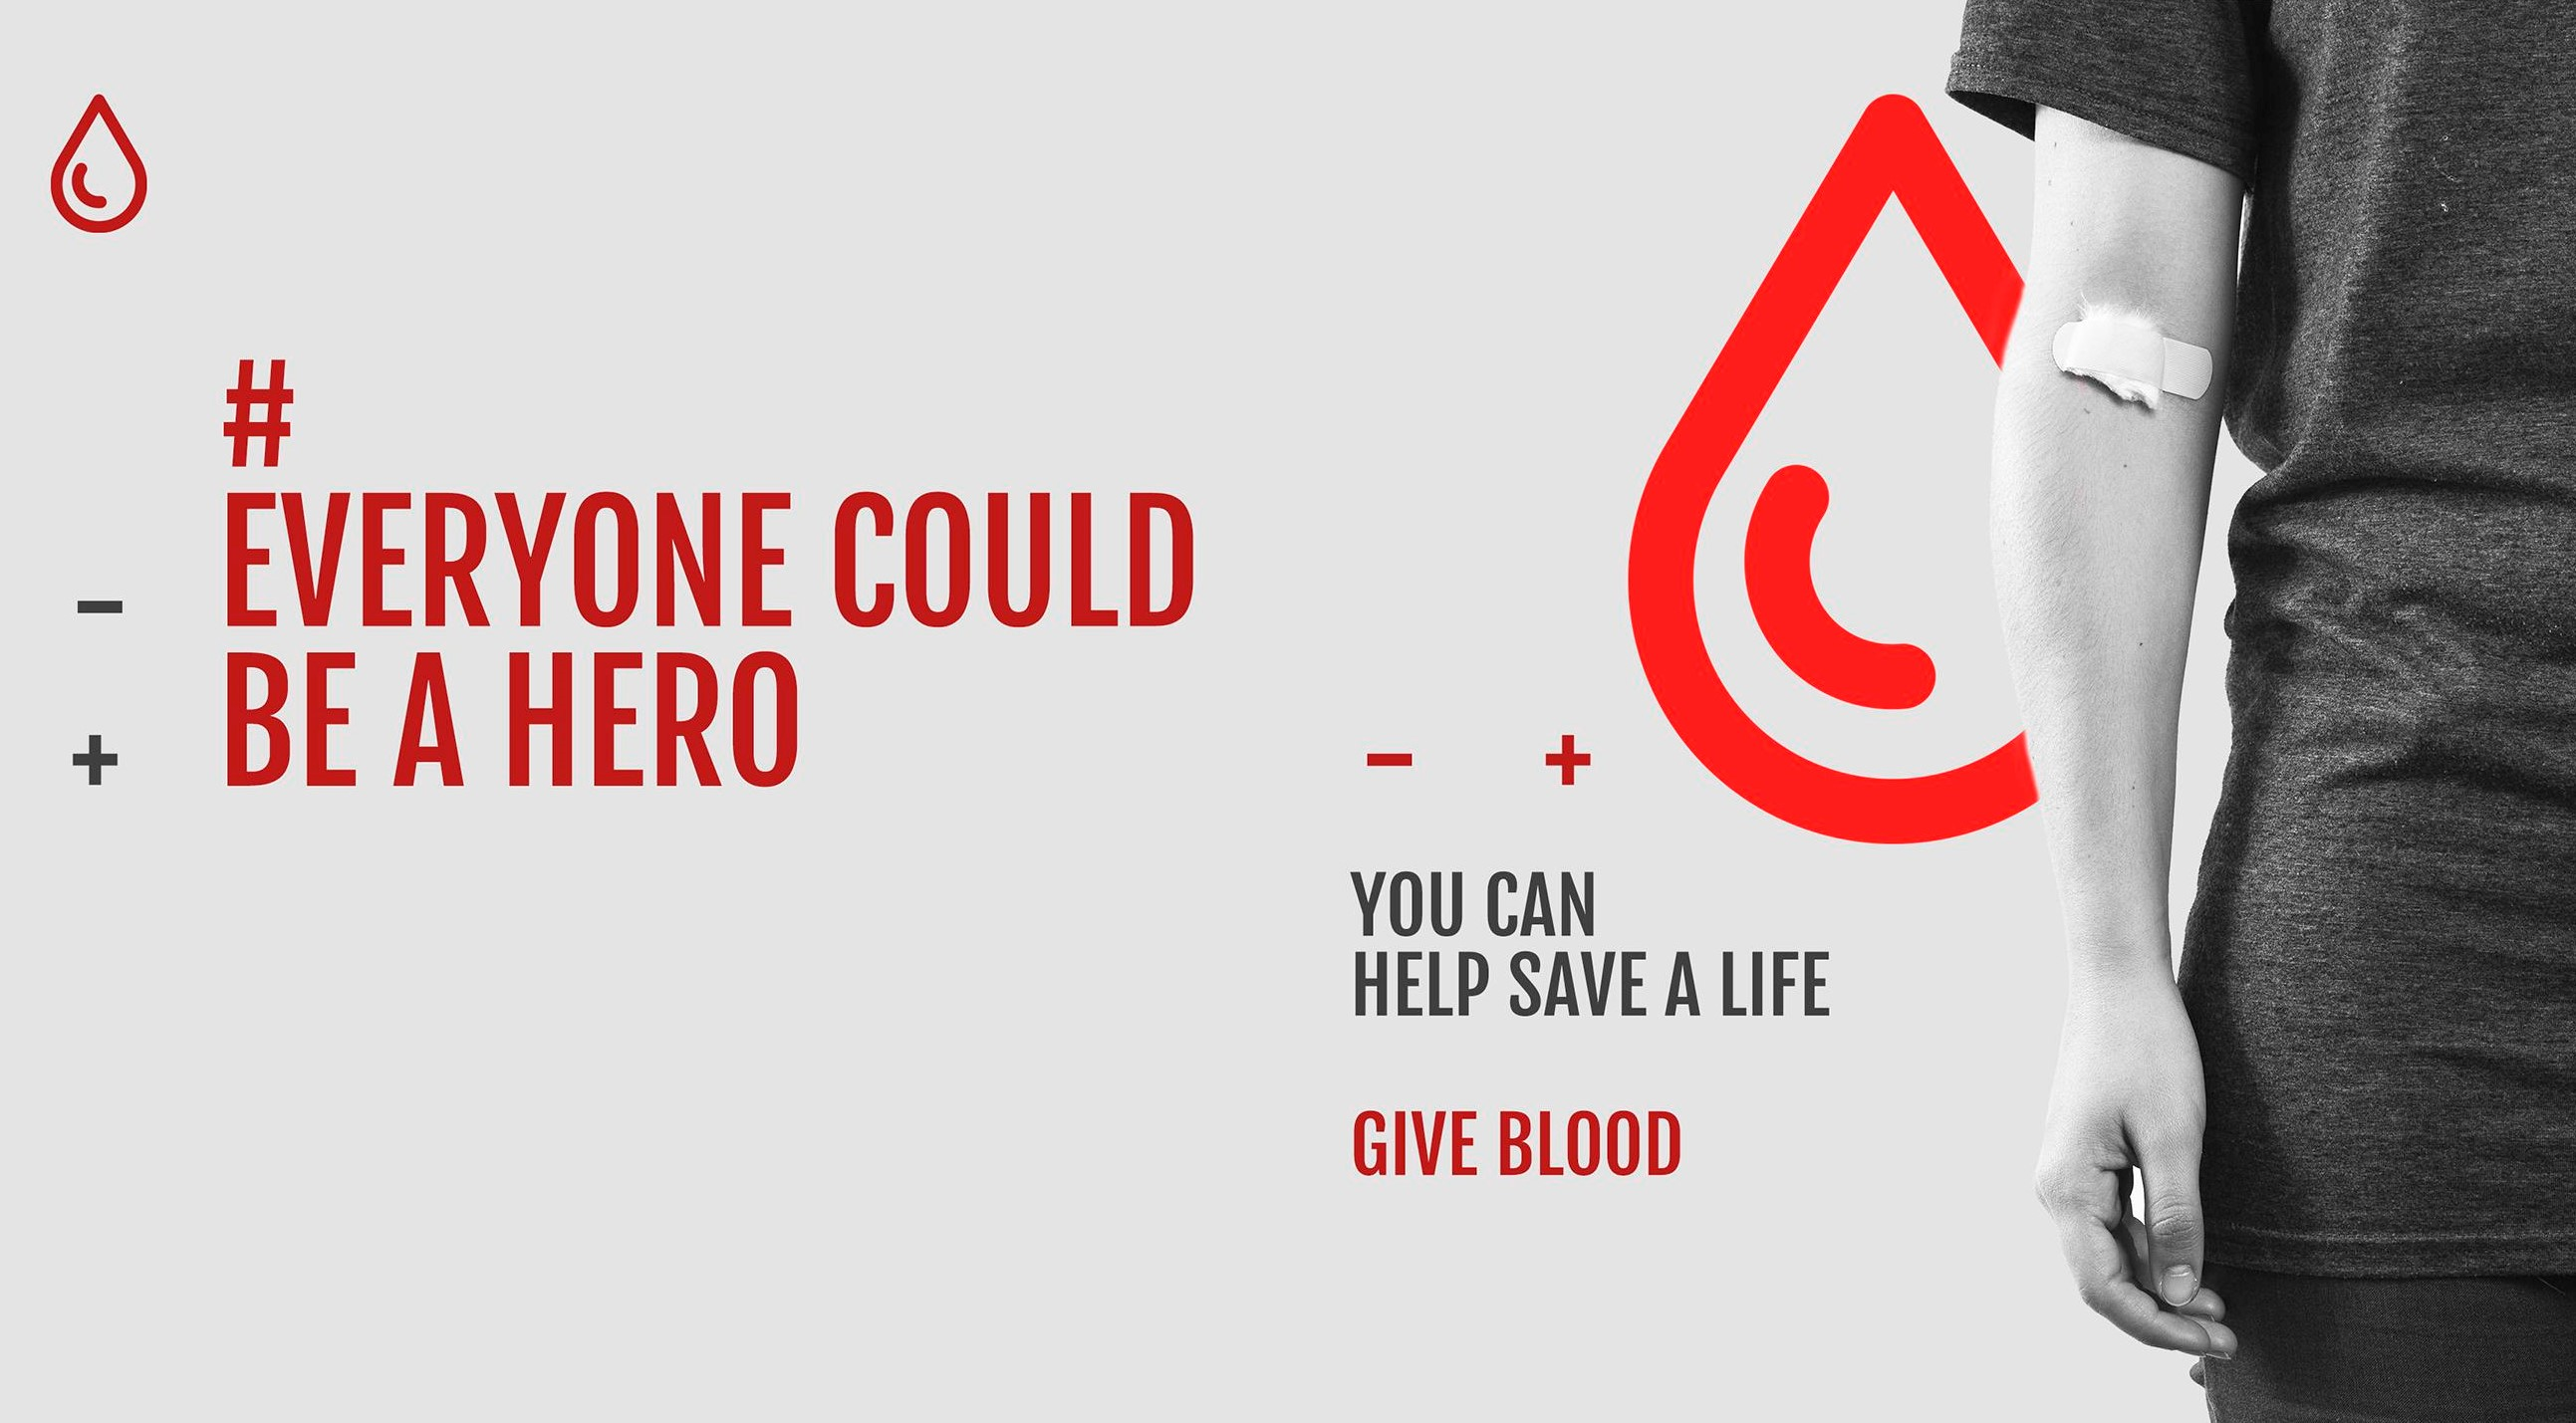 #
EVERYONE COULD
BE A HERO
–
+
– +
YOU CAN
HELP SAVE A LIFE
GIVE BLOOD